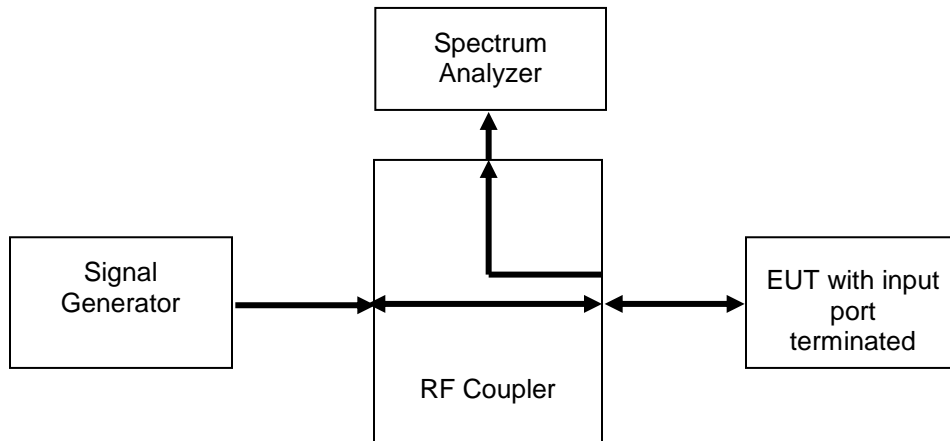 Spectrum
Analyzer
Signal
Generator
EUT with input
port
terminated
RF Coupler